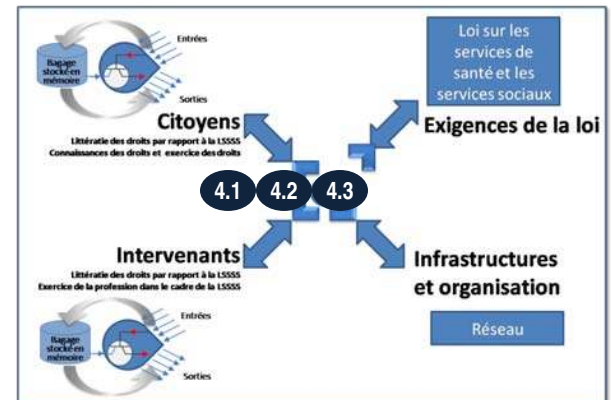 Loi sur les
services de
santé et les
services sociaux
Entrées
Bagage
stocké en
mémoire
Sorties
Citoyens
Littératie des droits par rapport à la LSSSS
Connaissances des droits et exercice des droits
Exigences de la loi
4.1 4.2 4.3
Intervenants
Littératie des droits par rapport à la LSSSS
Exercice de la profession dans le cadre de la LSSSS
Infrastructures
et organisation
Réseau
Entrées
Bagage
stocké en
mémoire
Sorties